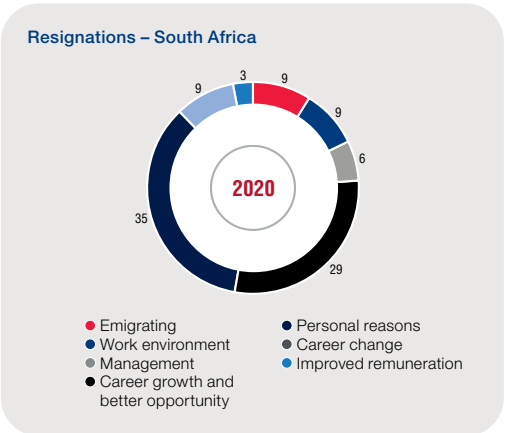 Resignations – South Africa
3
9
9
9
6
2020
35
29
Emigrating
Work environment
Management
Career growth and
better opportunity
Personal reasons
Career change
Improved remuneration